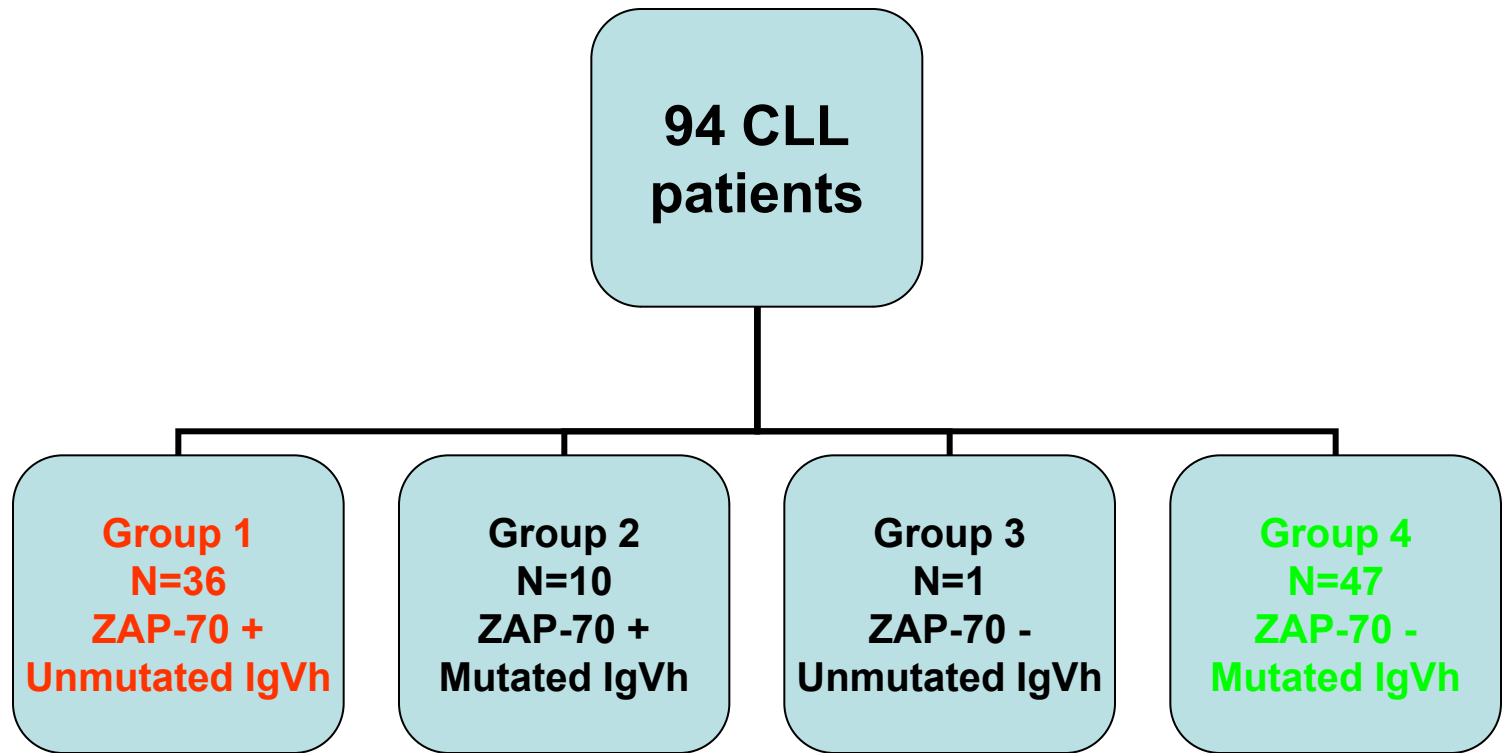 94 CLL
patients
Group 1
N=36
ZAP-70 +
Unmutated IgVh
Group 2
N=10
ZAP-70 +
Mutated IgVh
Group 3
N=1
ZAP-70 -
Unmutated IgVh
Group 4
N=47
ZAP-70 -
Mutated IgVh